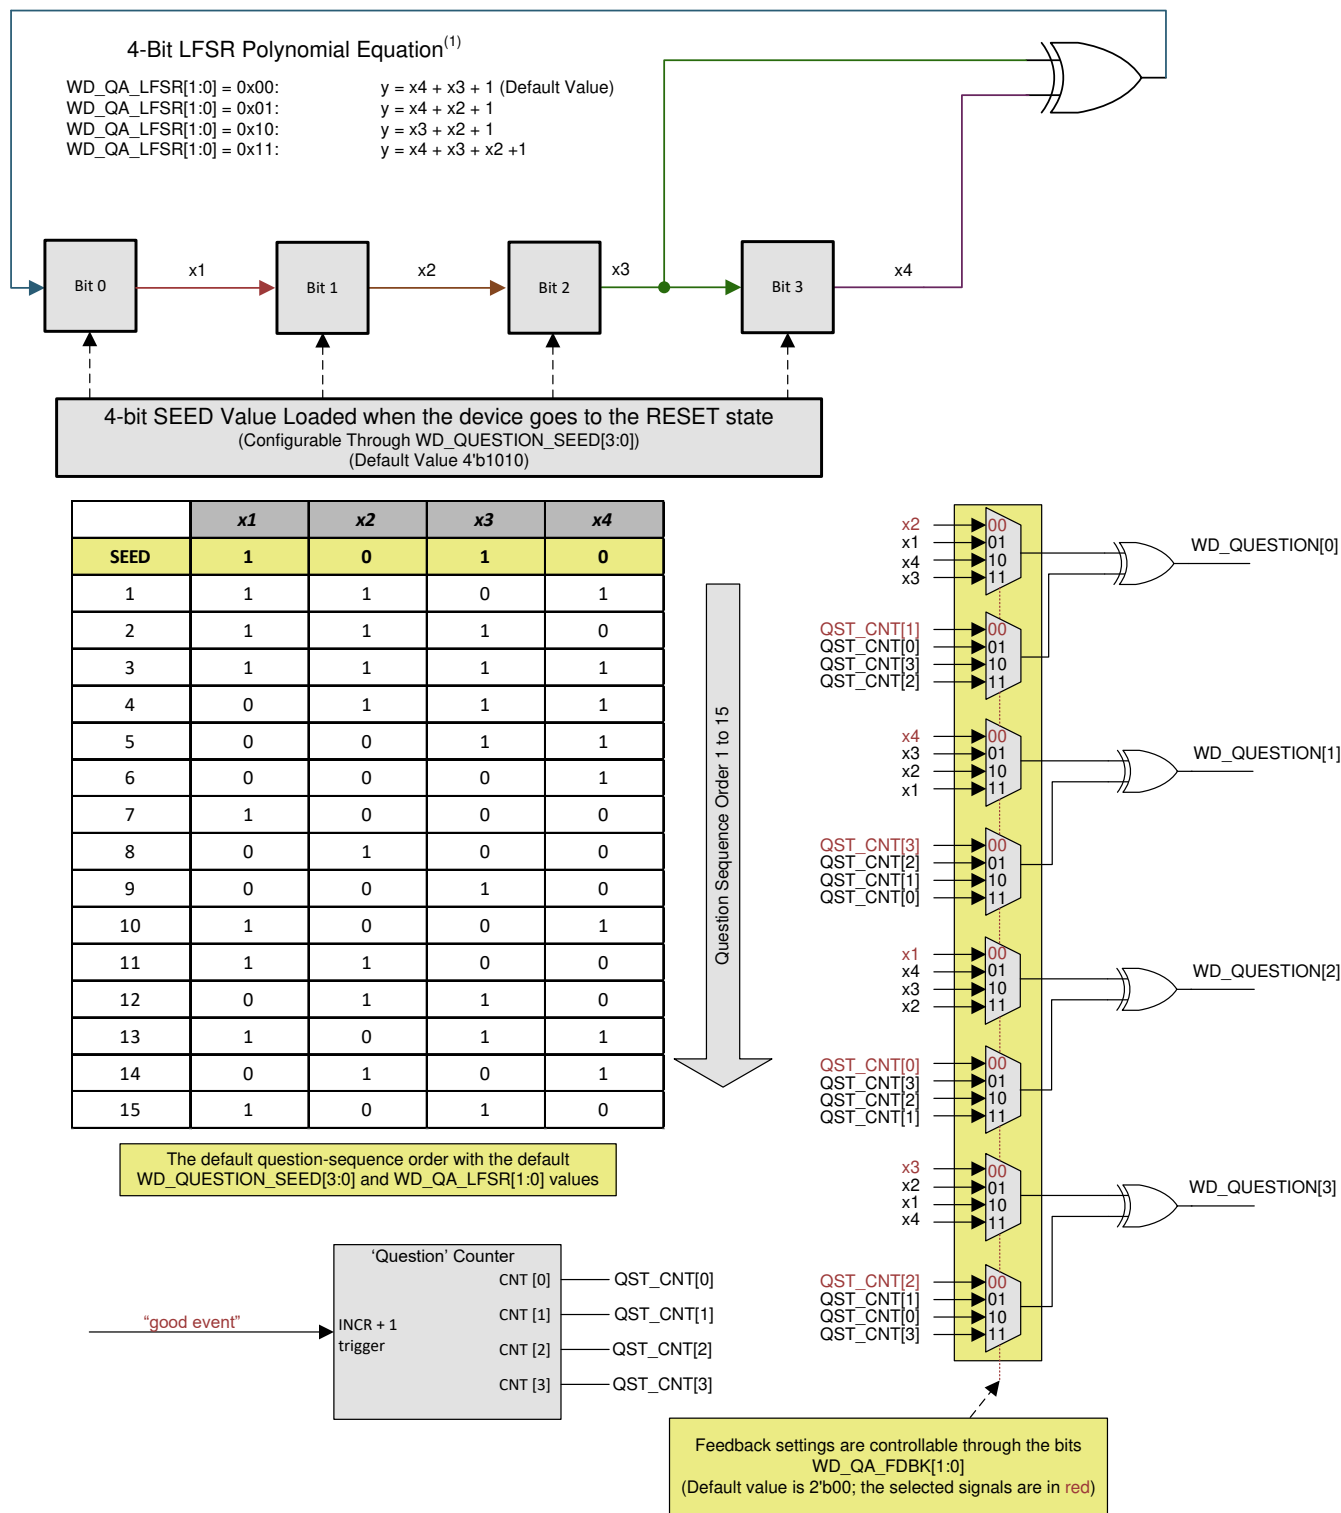 4-Bit LFSR Polynomial Equation(1)
WD_QA_LFSR[1:0] = 0x00: y = x4 + x3 + 1 (Default Value)
WD_QA_LFSR[1:0] = 0x01: y = x4 + x2 + 1
WD_QA_LFSR[1:0] = 0x10: y = x3 + x2 + 1
WD_QA_LFSR[1:0] = 0x11: y = x4 + x3 + x2 +1
Bit 0 x1 Bit 1 x2 Bit 2 x3 Bit 3 x4
4-bit SEED Value Loaded when the device goes to the RESET state
(Configurable Through WD_QUESTION_SEED[3:0])
(Default Value 4'b1010)
x1 x2 x3 x4
SEED 1 0 1 0
1 1 1 0 1
2 1 1 1 0
3 1 1 1 1
4 0 1 1 1
5 0 0 1 1
6 0 0 0 1
7 1 0 0 0
8 0 1 0 0
9 0 0 1 0
10 1 0 0 1
11 1 1 0 0
12 0 1 1 0
13 1 0 1 1
14 0 1 0 1
15 1 0 1 0
Question Sequence Order 1 to 15
The default question-sequence order with the default
WD_QUESTION_SEED[3:0] and WD_QA_LFSR[1:0] values
"good event"
'Question' Counter
INCR + 1
trigger
CNT [0] QST_CNT[0]
CNT [1] QST_CNT[1]
CNT [2] QST_CNT[2]
CNT [3] QST_CNT[3]
x2 00
x1 01
x4 10
x3 11
WD_QUESTION[0]
QST_CNT[1] 00
QST_CNT[0] 01
QST_CNT[3] 10
QST_CNT[2] 11
x4 00
x3 01
x2 10
x1 11
WD_QUESTION[1]
QST_CNT[3] 00
QST_CNT[2] 01
QST_CNT[1] 10
QST_CNT[0] 11
x1 00
x4 01
x3 10
x2 11
WD_QUESTION[2]
QST_CNT[0] 00
QST_CNT[3] 01
QST_CNT[2] 10
QST_CNT[1] 11
x3 00
x2 01
x1 10
x4 11
WD_QUESTION[3]
QST_CNT[2] 00
QST_CNT[1] 01
QST_CNT[0] 10
QST_CNT[3] 11
Feedback settings are controllable through the bits
WD_QA_FDBK[1:0]
(Default value is 2'b00; the selected signals are in red)